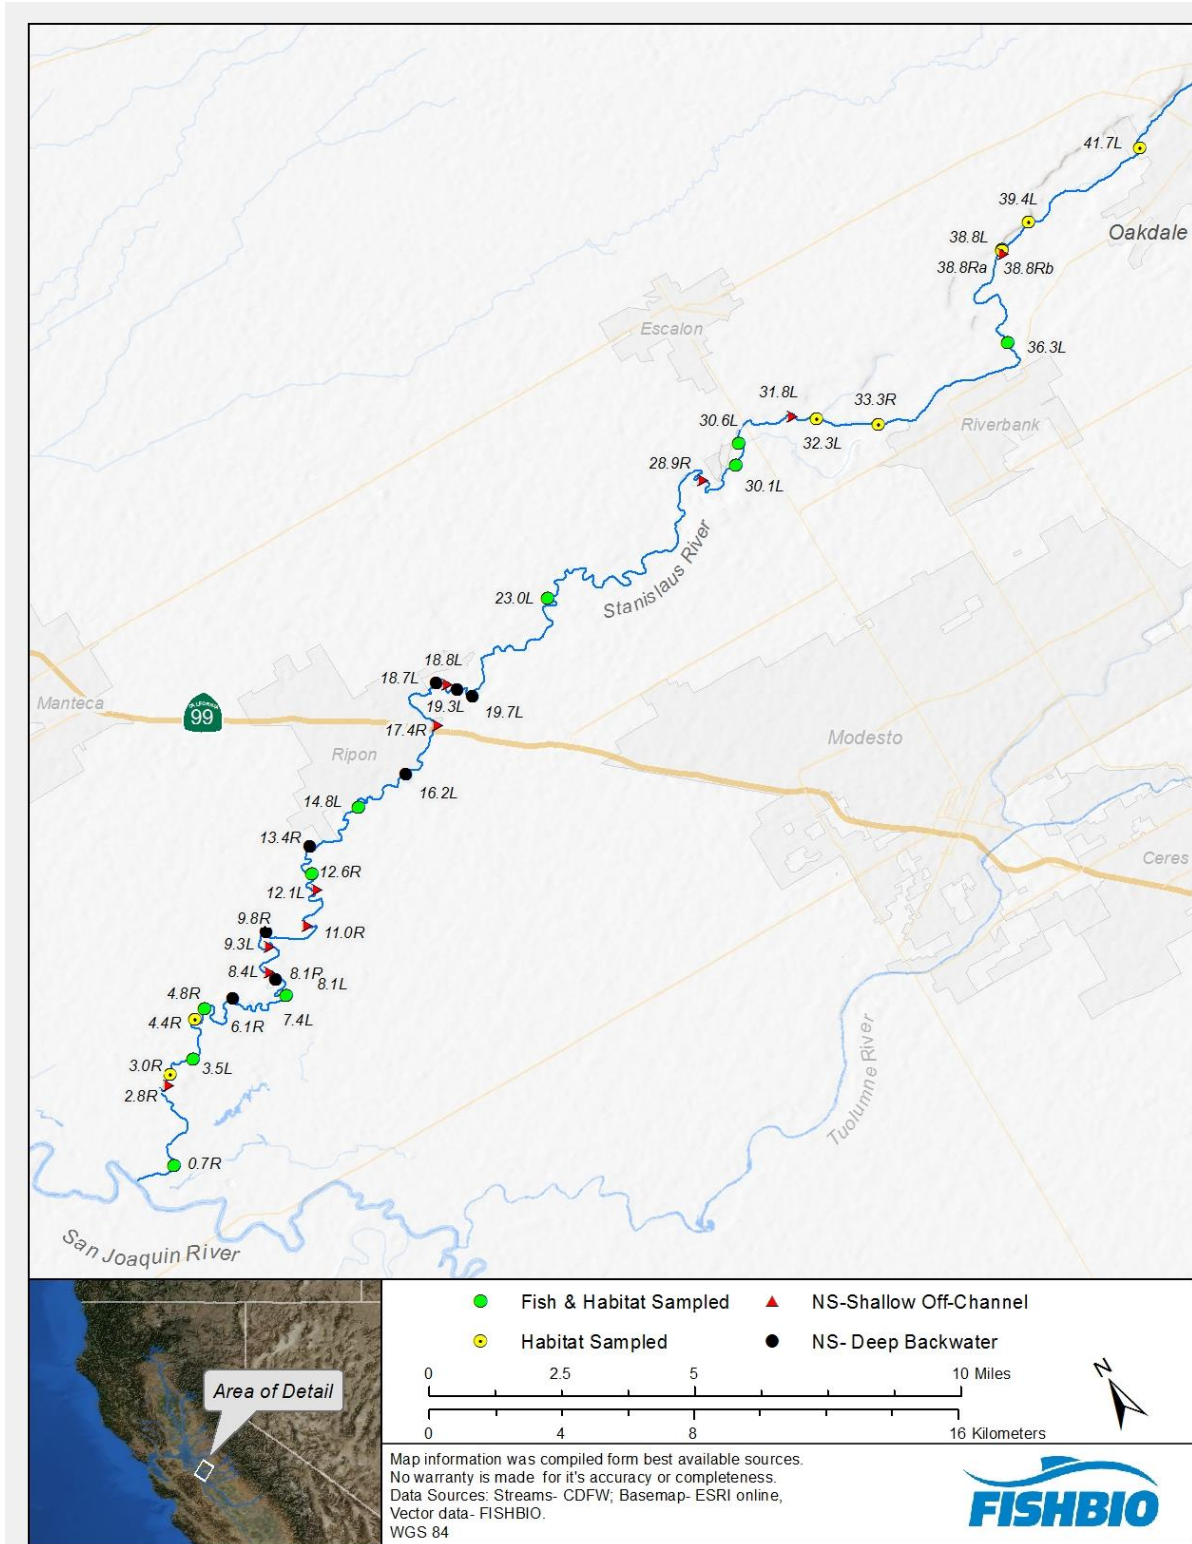 41.7L
39.4L
Oakdale
38.8L
38.8Ra
38.8Rb
Escalon
36.3L
31.8L
33.3R
30.6L
Riverbank
32.3L
28.9R
30.1L
Stanislaus River
23.0L
18.8L
18.7L
Manteca
CALIFORNIA
99
19.3L
19.7L
17.4R
Modesto
Ripon
16.2L
14.8L
13.4R
Ceres
12.6R
12.1L
9.8R
11.0R
9.3L
8.4L
8.1R
8.1L
4.8R
7.4L
4.4R
6.1R
3.0R
3.5L
2.8R
Tuolumne River
0.7R
San Joaquin River
Fish & Habitat Sampled
NS-Shallow Off-Channel
Habitat Sampled
NS- Deep Backwater
Area of Detail
0 2.5 5 10 Miles
0 4 8 16 Kilometers
N
Map information was compiled form best available sources.
No warranty is made for it's accuracy or completeness.
Data Sources: Streams- CDFW; Basemap- ESRI online,
Vector data- FISHBIO.
WGS 84
FISHBIO